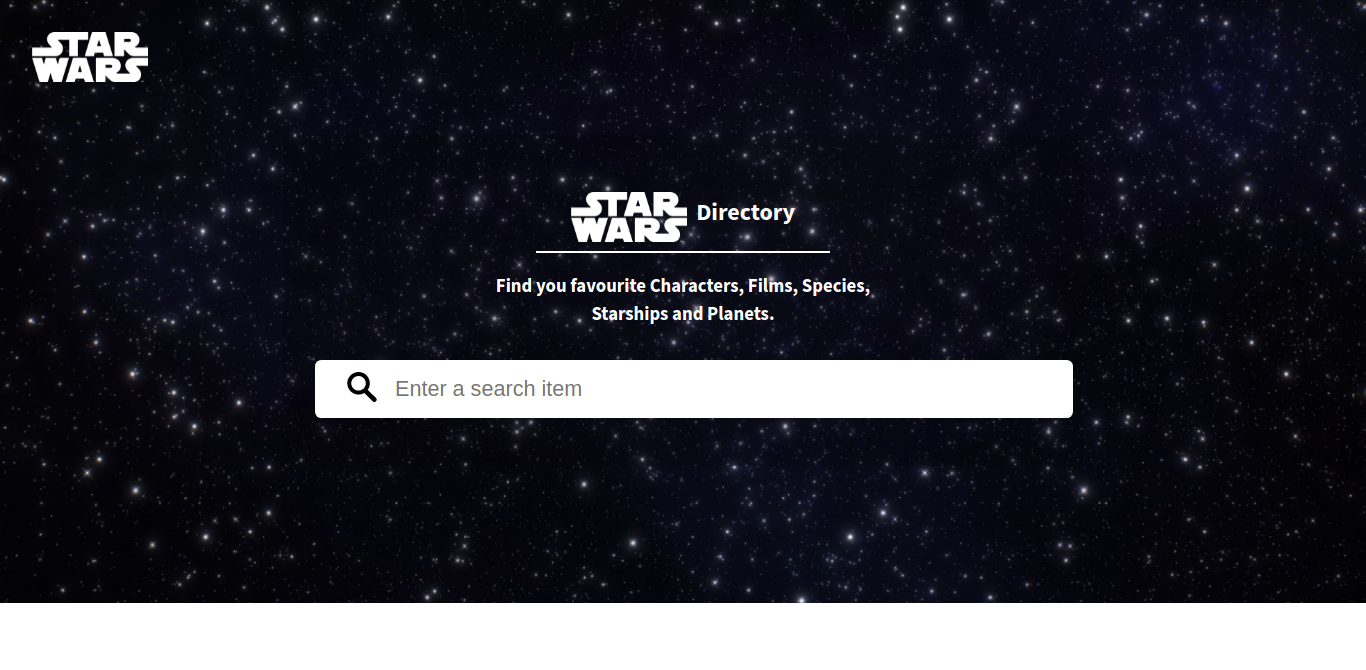 STAR
WARS
STAR
WARS Directory
Find you favourite Characters, Films, Species,
Starships and Planets.
Enter a search item